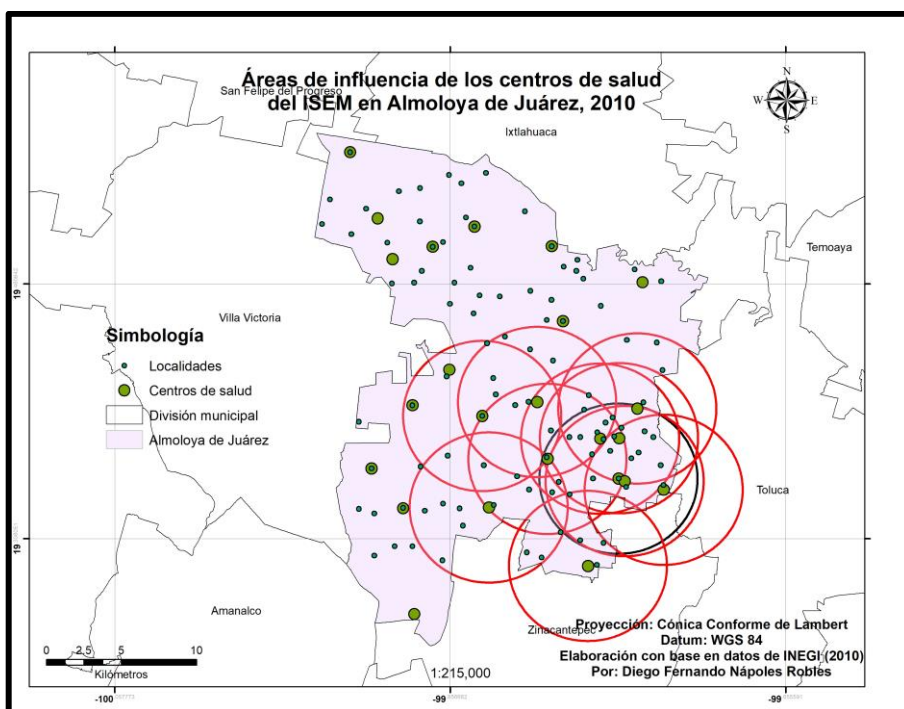 Áreas de influencia de los centros de salud
del ISEM en Almoloya de Juárez, 2010
San Felipe del Progreso
Ixtlahuaca
N
W E
S
Temoaya
Villa Victoria
Simbología
Localidades
Centros de salud
División municipal
Almoloya de Juárez
Toluca
Amanalco
Zinacantepec
Proyección: Cónica Conforme de Lambert
Datum: WGS 84
Elaboración con base en datos de INEGI (2010)
Por: Diego Fernando Nápoles Robles
0 2,5 5 10
Kilómetros
1:215,000
19
19
-100
-99
-99